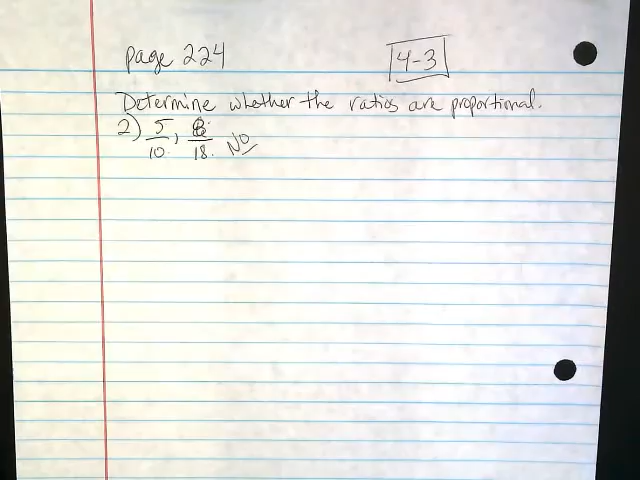 page 224
4-3
Determine whether the ratios are proportional.
2) 5/10, 8/18 No